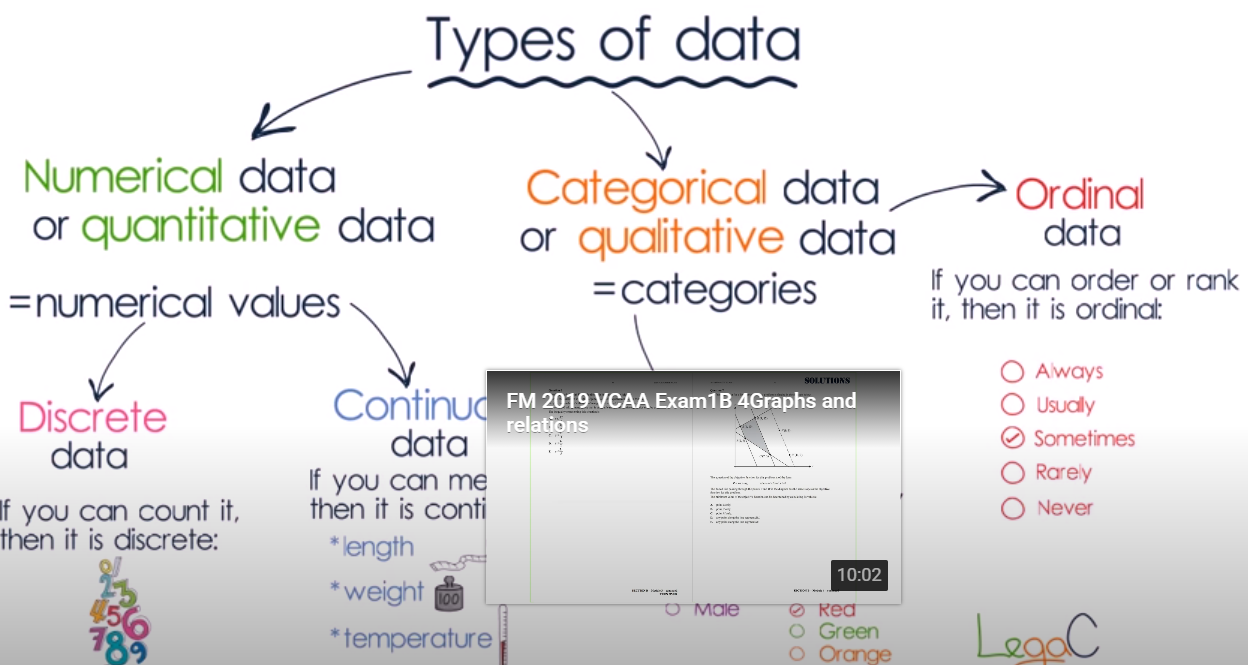 Types of data
Numerical data
or quantitative data
=numerical values
Discrete
data
If you can count it,
then it is discrete:
Continuo
data
If you can me
then it is conti
*length
*weight
100
*temperature
Categorical data
or qualitative data
=categories
SOLUTIONS
FM 2019 VCAA Exam1B 4Graphs and
relations
10:02
Male
Red
Green
Orange
Ordinal
data
If you can order or rank
it, then it is ordinal:
Always
Usually
Sometimes
Rarely
Never
LegaC